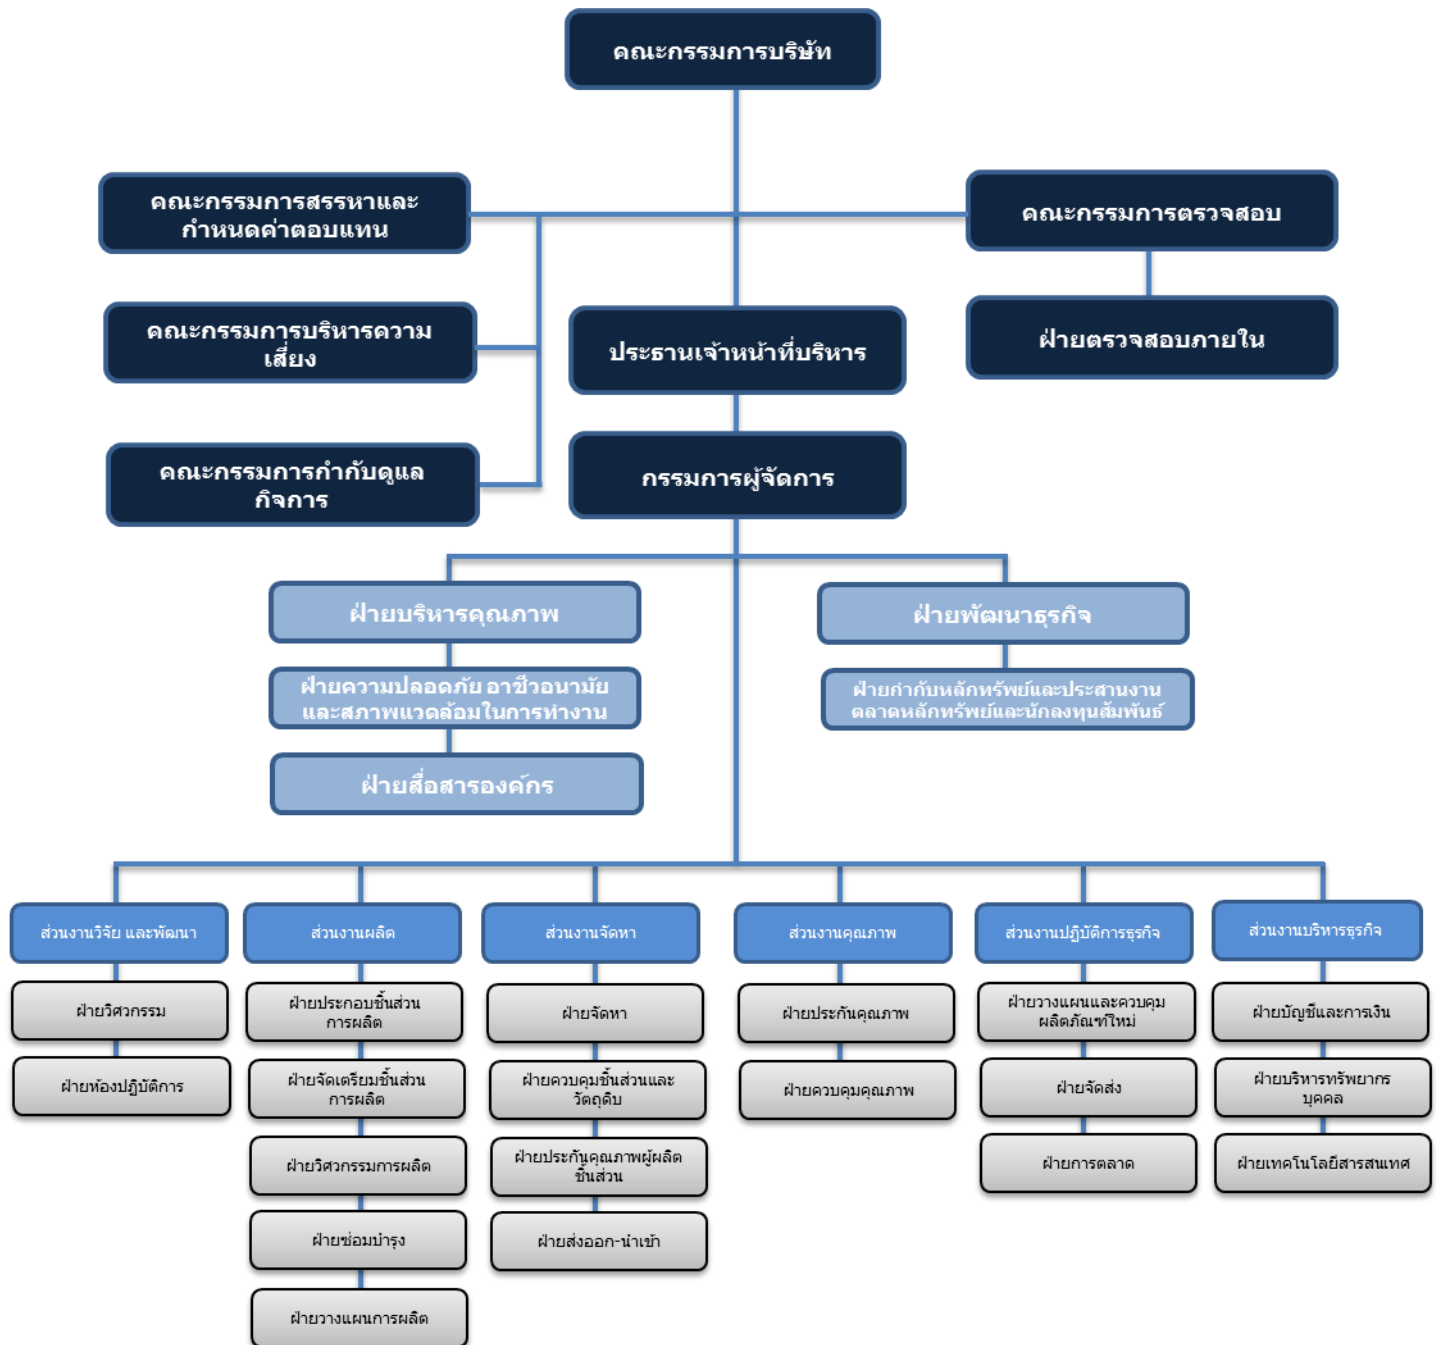 คณะกรรมการบริษัท
คณะกรรมการสรรหาและ
กำหนดค่าตอบแทน
คณะกรรมการตรวจสอบ
คณะกรรมการบริหารความ
เสี่ยง
ประธานเจ้าหน้าที่บริหาร
ฝ่ายตรวจสอบภายใน
คณะกรรมการกำกับดูแล
กิจการ
กรรมการผู้จัดการ
ฝ่ายบริหารคุณภาพ
ฝ่ายพัฒนาธุรกิจ
ฝ่ายความปลอดภัย อาชีวอนามัย
และสภาพแวดล้อมในการทำงาน
ฝ่ายกำกับหลักทรัพย์และประสานงาน
ตลาดหลักทรัพย์และนักลงทุนสัมพันธ์
ฝ่ายสื่อสารองค์กร
ส่วนงานวิจัย และพัฒนา
ส่วนงานผลิต
ส่วนงานจัดหา
ส่วนงานคุณภาพ
ส่วนงานปฏิบัติการธุรกิจ
ส่วนงานบริหารธุรกิจ
ฝ่ายวิศวกรรม
ฝ่ายห้องปฏิบัติการ
ฝ่ายประกอบชิ้นส่วน
การผลิต
ฝ่ายจัดเตรียมชิ้นส่วน
การผลิต
ฝ่ายวิศวกรรมการผลิต
ฝ่ายซ่อมบำรุง
ฝ่ายวางแผนการผลิต
ฝ่ายจัดหา
ฝ่ายควบคุมชิ้นส่วนและ
วัตถุดิบ
ฝ่ายประกันคุณภาพผู้ผลิต
ชิ้นส่วน
ฝ่ายส่งออก-นำเข้า
ฝ่ายประกันคุณภาพ
ฝ่ายควบคุมคุณภาพ
ฝ่ายวางแผนและควบคุม
ผลิตภัณฑ์ใหม่
ฝ่ายจัดส่ง
ฝ่ายการตลาด
ฝ่ายบัญชีและการเงิน
ฝ่ายบริหารทรัพยากร
บุคคล
ฝ่ายเทคโนโลยีสารสนเทศ